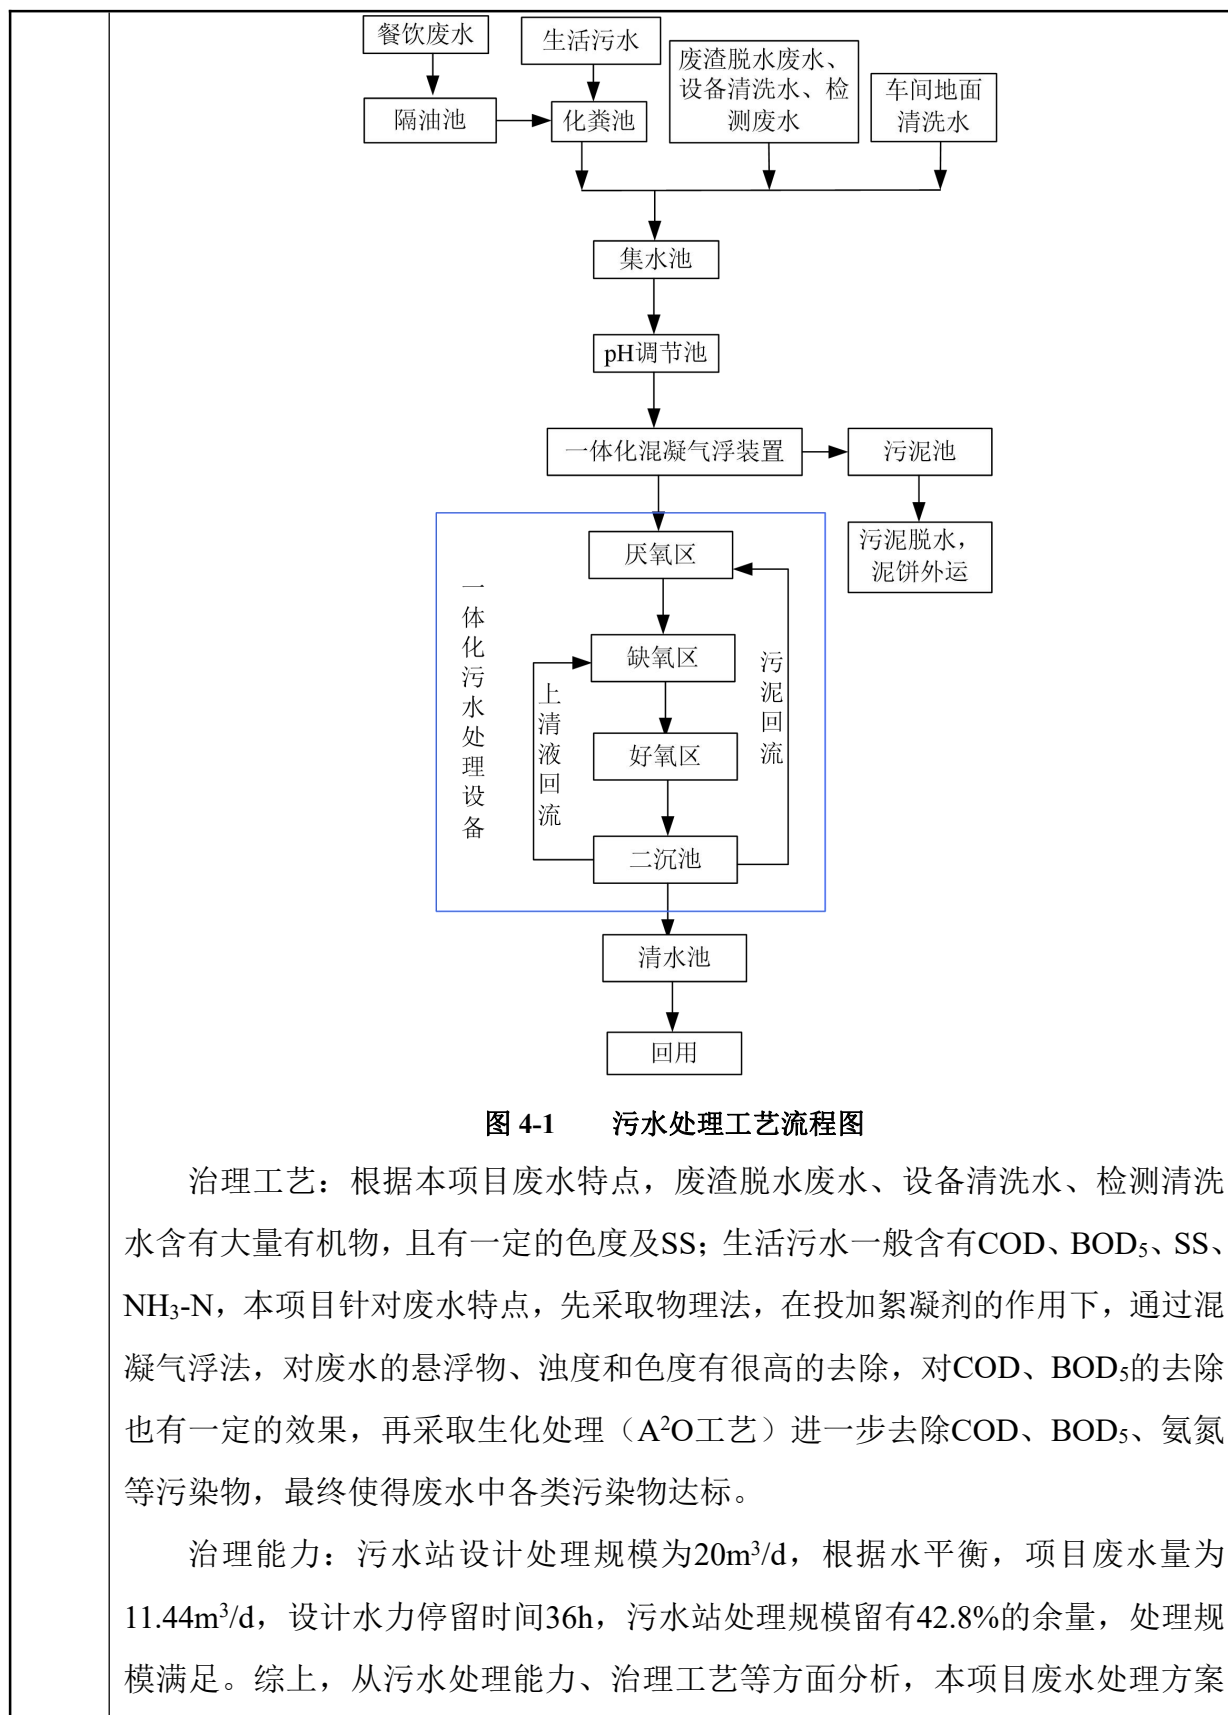 餐饮废水
生活污水
废渣脱水废水、
设备清洗水、检
测废水
车间地面
清洗水
隔油池
化粪池
集水池
pH调节池
一体化混凝气浮装置
污泥池
污泥脱水，
泥饼外运
一体化污水处理设备
厌氧区
缺氧区
上清液回流
污泥回流
好氧区
二沉池
清水池
回用
图 4-1 污水处理工艺流程图
治理工艺：根据本项目废水特点，废渣脱水废水、设备清洗水、检测清洗
水含有大量有机物，且有一定的色度及SS；生活污水一般含有COD、BOD₅、SS、
NH₃-N，本项目针对废水特点，先采取物理法，在投加絮凝剂的作用下，通过混
凝气浮法，对废水的悬浮物、浊度和色度有很高的去除，对COD、BOD₅的去除
也有一定的效果，再采取生化处理（A²O工艺）进一步去除COD、BOD₅、氨氮
等污染物，最终使得废水中各类污染物达标。
治理能力：污水站设计处理规模为20m³/d，根据水平衡，项目废水量为
11.44m³/d，设计水力停留时间36h，污水站处理规模留有42.8%的余量，处理规
模满足。综上，从污水处理能力、治理工艺等方面分析，本项目废水处理方案